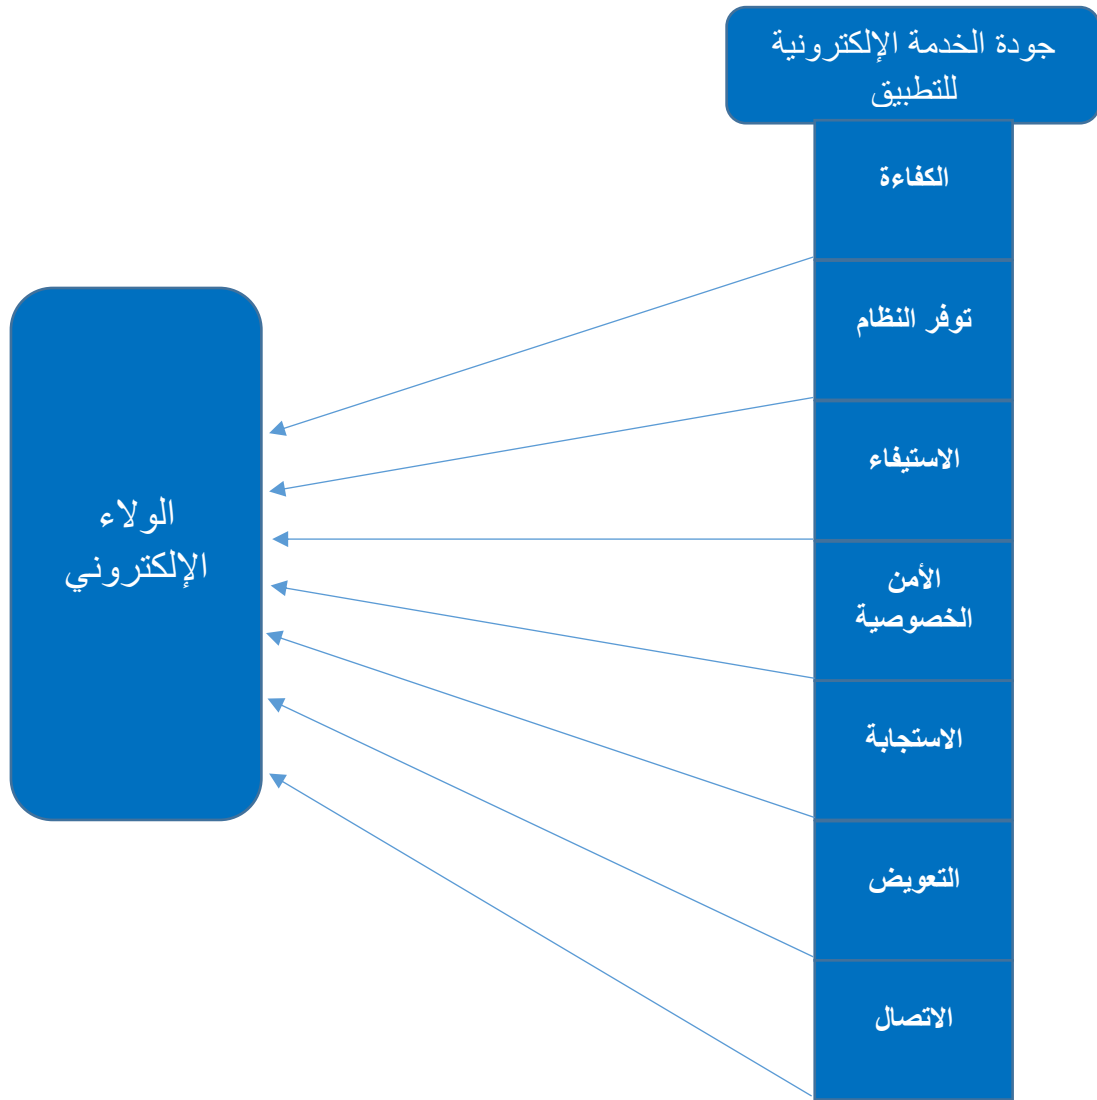 جودة الخدمة الإلكترونية
للتطبيق
الكفاءة
توفر النظام
الاستيفاء
الأمن
الخصوصية
الاستجابة
التعويض
الاتصال
الولاء
الإلكتروني